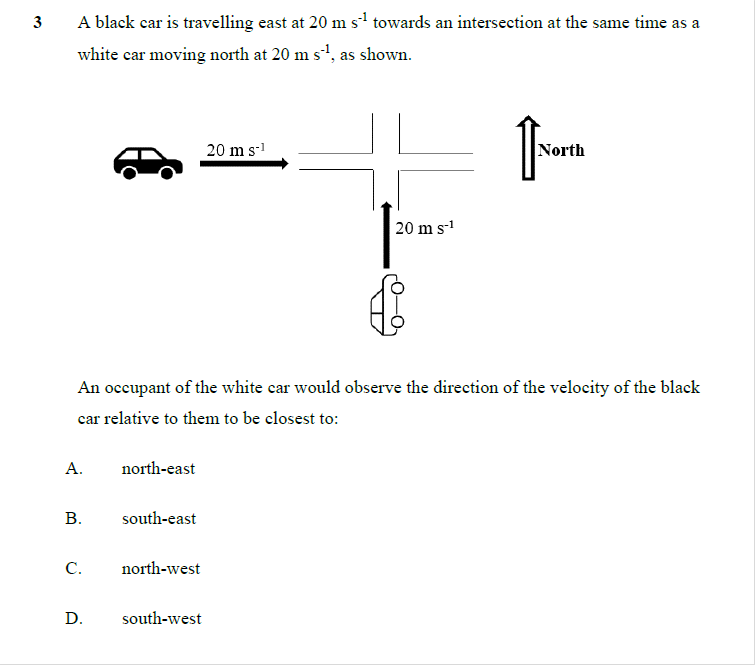 3 A black car is travelling east at 20 m s⁻¹ towards an intersection at the same time as a
white car moving north at 20 m s⁻¹, as shown.
20 m s⁻¹
North
20 m s⁻¹
An occupant of the white car would observe the direction of the velocity of the black
car relative to them to be closest to:
A. north-east
B. south-east
C. north-west
D. south-west